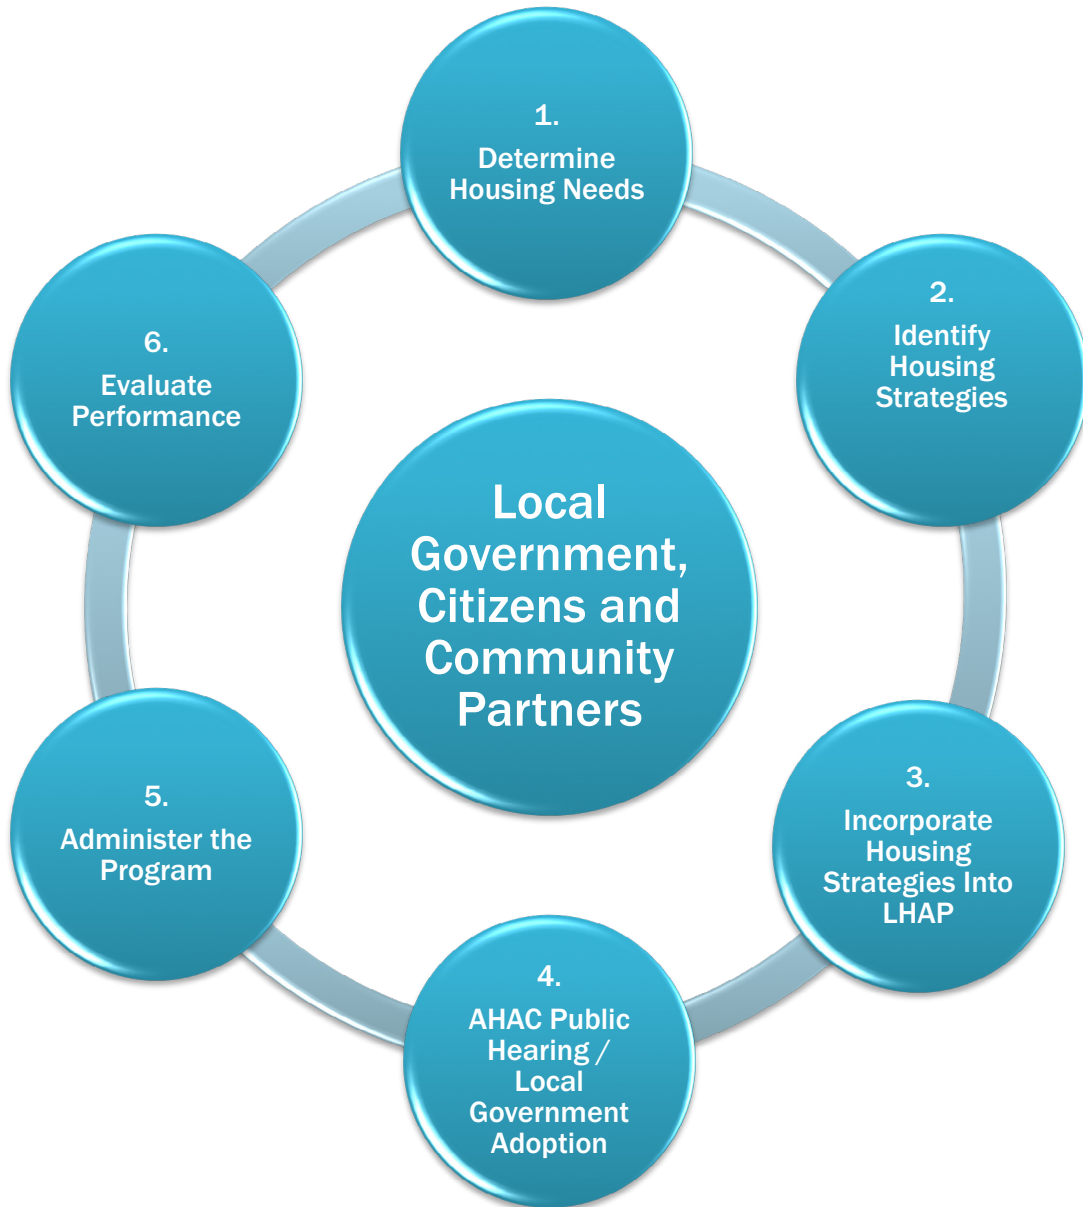 1.
Determine
Housing Needs
2.
Identify
Housing
Strategies
3.
Incorporate
Housing
Strategies Into
LHAP
4.
AHAC Public
Hearing /
Local
Government
Adoption
5.
Administer the
Program
6.
Evaluate
Performance
Local
Government,
Citizens and
Community
Partners